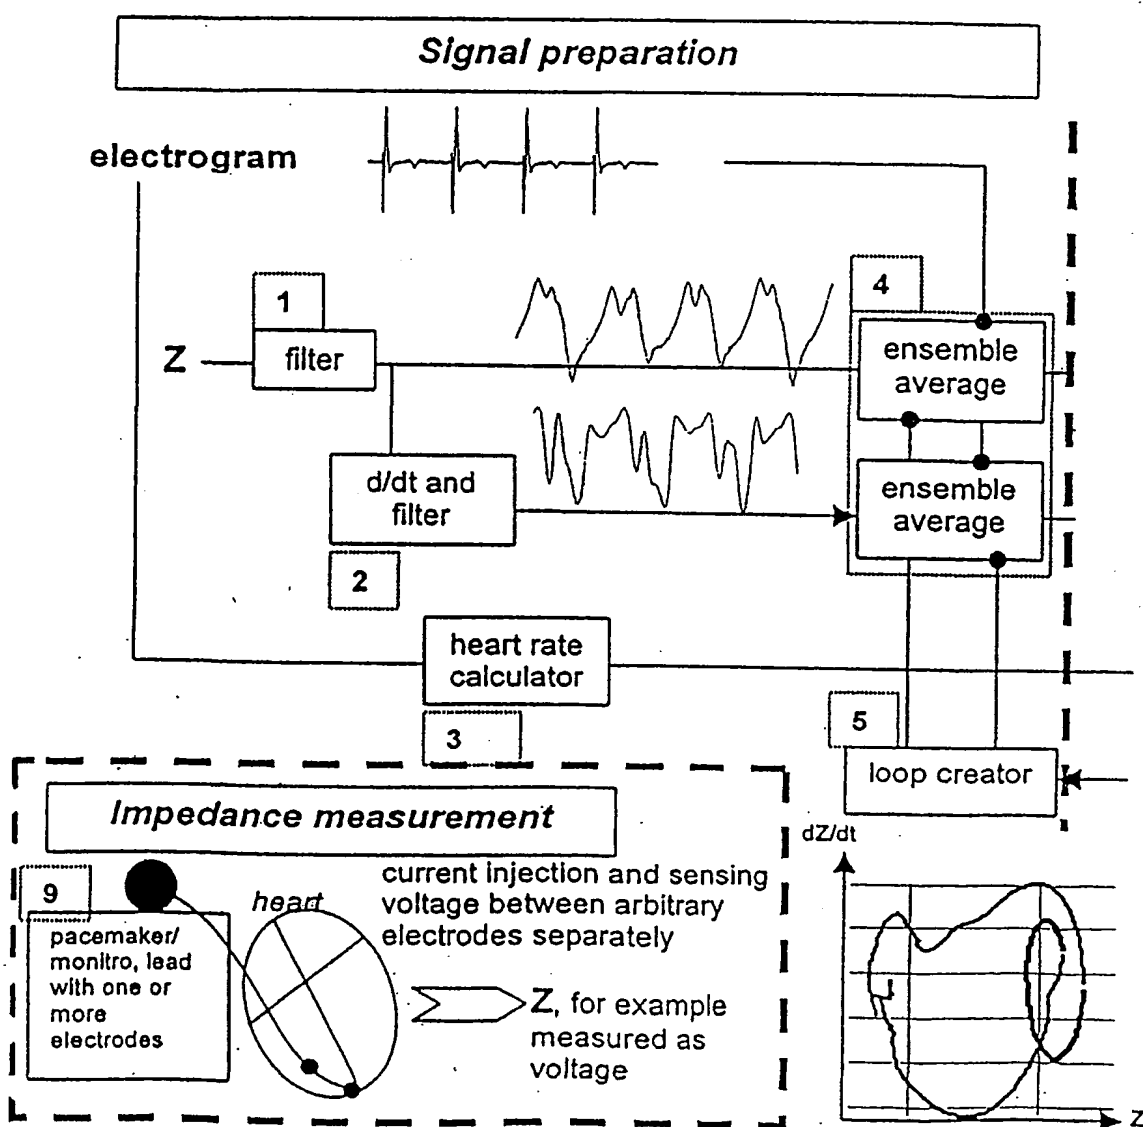 Signal preparation
electrogram
1
4
Z
filter
ensemble
average
d/dt and
filter
ensemble
average
2
heart rate
calculator
3
5
loop creator
Impedance measurement
dZ/dt
9
heart
current injection and sensing
voltage between arbitrary
electrodes separately
pacemaker/
monitro, lead
with one or
more
electrodes
Z, for example
measured as
voltage
Z